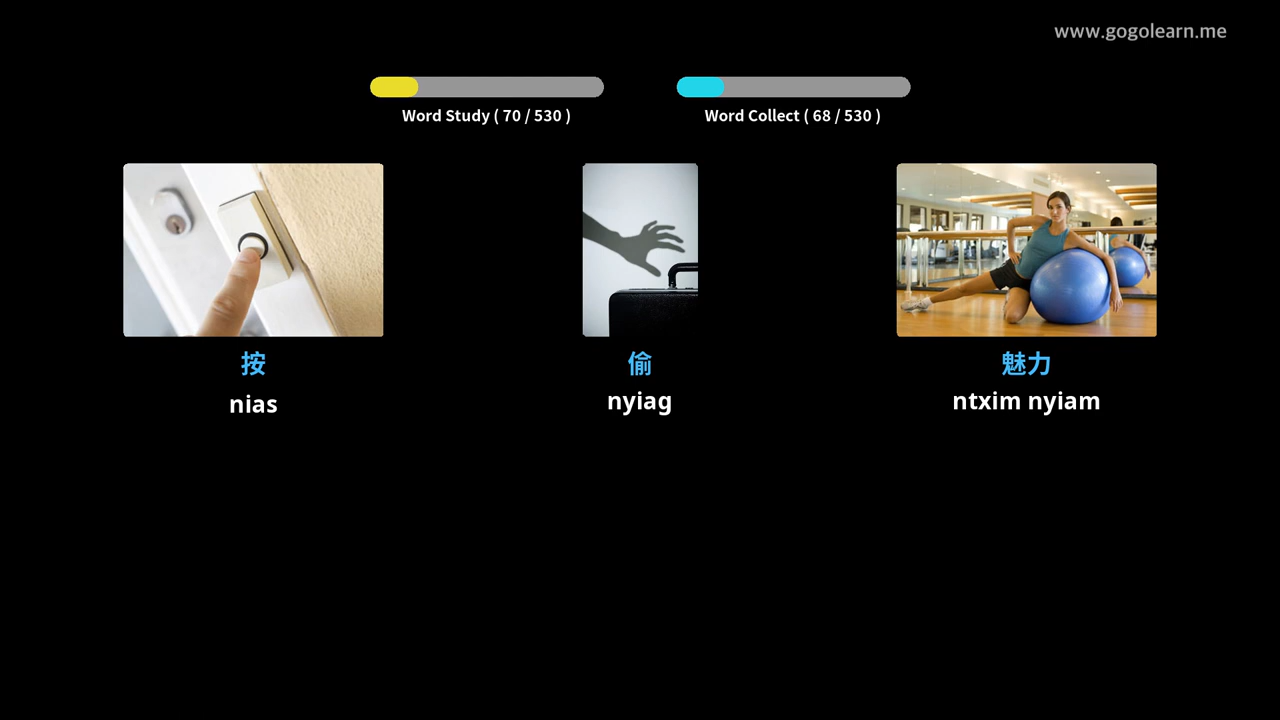 www.gogolearn.me
Word Study ( 70 / 530 )
Word Collect ( 68 / 530 )
按
nias
偷
nyiag
魅力
ntxim nyiam